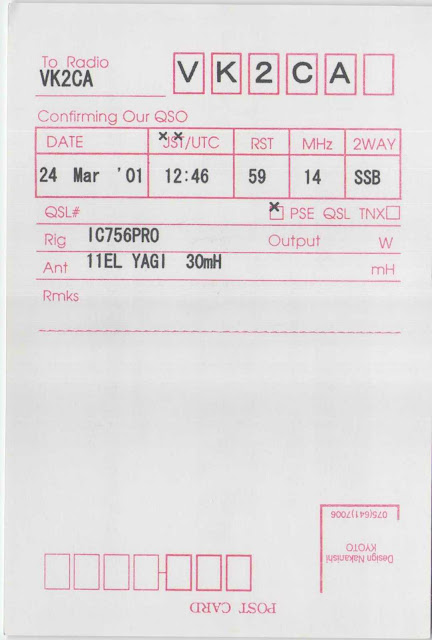 To Radio
VK2CA
VK2CA
Confirming Our QSO
DATE JST/UTC RST MHz 2WAY
24 Mar '01 12:46 59 14 SSB
QSL# × PSE QSL TNX
Rig IC756PRO Output W
Ant 11EL YAGI 30mH mH
Rmks
075(641)7006
Design Nakanishi
KYOTO
POST CARD